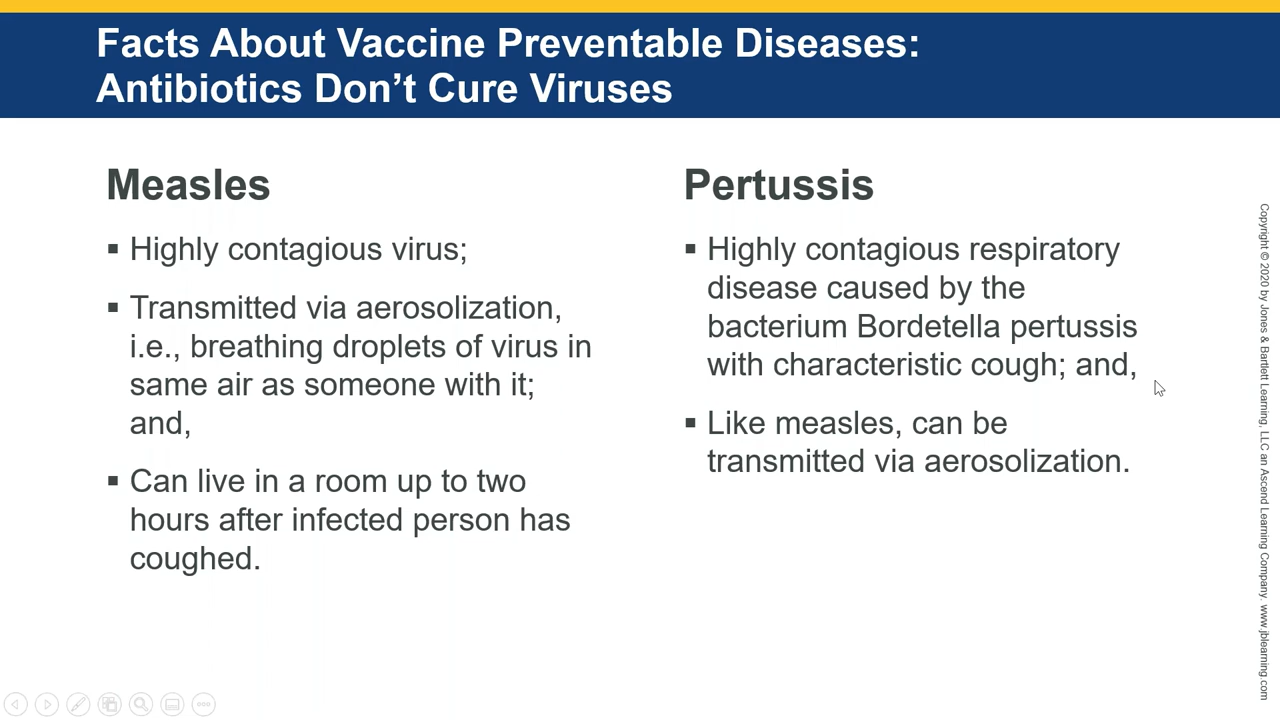 Facts About Vaccine Preventable Diseases:
Antibiotics Don’t Cure Viruses
Measles
▪ Highly contagious virus;
▪ Transmitted via aerosolization,
i.e., breathing droplets of virus in
same air as someone with it;
and,
▪ Can live in a room up to two
hours after infected person has
coughed.
Pertussis
▪ Highly contagious respiratory
disease caused by the
bacterium Bordetella pertussis
with characteristic cough; and,
▪ Like measles, can be
transmitted via aerosolization.
Copyright © 2020 by Jones & Bartlett Learning, LLC an Ascend Learning Company. www.jblearning.com